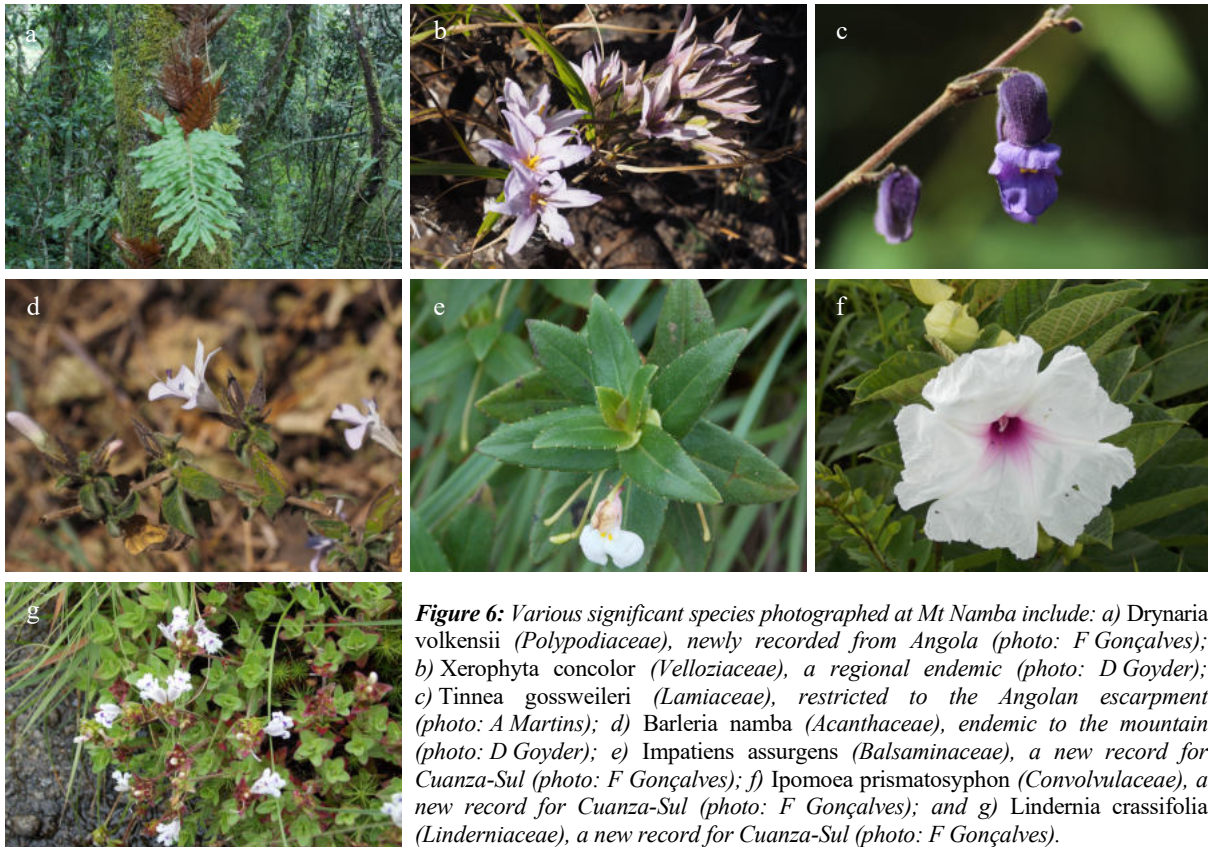 a
b
c
d
e
f
g
Figure 6: Various significant species photographed at Mt Namba include: a) Drynaria
volkensii (Polypodiaceae), newly recorded from Angola (photo: F Gonçalves);
b) Xerophyta concolor (Velloziaceae), a regional endemic (photo: D Goyder);
c) Tinnea gossweileri (Lamiaceae), restricted to the Angolan escarpment
(photo: A Martins); d) Barleria namba (Acanthaceae), endemic to the mountain
(photo: D Goyder); e) Impatiens assurgens (Balsaminaceae), a new record for
Cuanza-Sul (photo: F Gonçalves); f) Ipomoea prismatosyphon (Convolvulaceae), a
new record for Cuanza-Sul (photo: F Gonçalves); and g) Lindernia crassifolia
(Linderniaceae), a new record for Cuanza-Sul (photo: F Gonçalves).